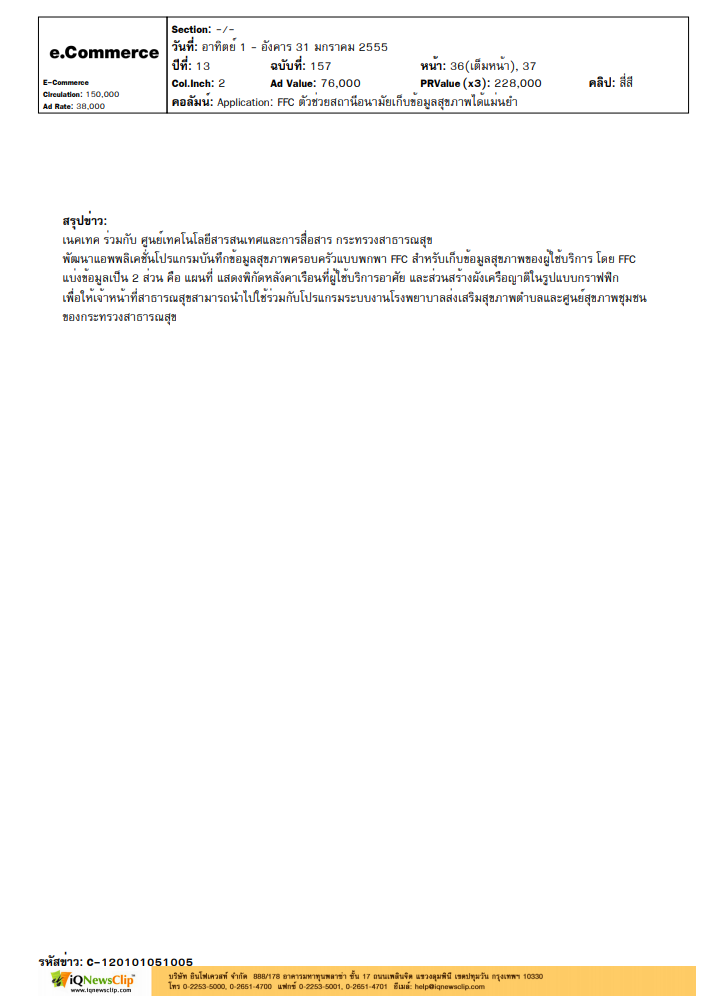 e.Commerce
E-Commerce
Circulation: 150,000
Ad Rate: 38,000
Section: -/-
วันที่: อาทิตย์ 1 - อังคาร 31 มกราคม 2555
ปีที่: 13 ฉบับที่: 157 หน้า: 36(เต็มหน้า), 37
Col.Inch: 2 Ad Value: 76,000 PRValue (x3): 228,000 คลิป: สี่สี
คอลัมน์: Application: FFC ตัวช่วยสถานีอนามัยเก็บข้อมูลสุขภาพได้แม่นยำ
สรุปข่าว:
เนคเทค ร่วมกับ ศูนย์เทคโนโลยีสารสนเทศและการสื่อสาร กระทรวงสาธารณสุข
พัฒนาแอพพลิเคชั่นโปรแกรมบันทึกข้อมูลสุขภาพครอบครัวแบบพกพา FFC สำหรับเก็บข้อมูลสุขภาพของผู้ใช้บริการ โดย FFC
แบ่งข้อมูลเป็น 2 ส่วน คือ แผนที่ แสดงพิกัดหลังคาเรือนที่ผู้ใช้บริการอาศัย และส่วนสร้างผังเครือญาติในรูปแบบกราฟฟิก
เพื่อให้เจ้าหน้าที่สาธารณสุขสามารถนำไปใช้ร่วมกับโปรแกรมระบบงานโรงพยาบาลส่งเสริมสุขภาพตำบลและศูนย์สุขภาพชุมชน
ของกระทรวงสาธารณสุข
รหัสข่าว: C-120101051005
iQNewsClip
www.iqnewsclip.com
บริษัท อินโฟเควสท์ จำกัด 888/178 อาคารมหาทุนพลาซ่า ชั้น 17 ถนนเพลินจิต แขวงลุมพินี เขตปทุมวัน กรุงเทพฯ 10330
โทร 0-2253-5000, 0-2651-4700 แฟกซ์ 0-2253-5001, 0-2651-4701 อีเมล์: help@iqnewsclip.com